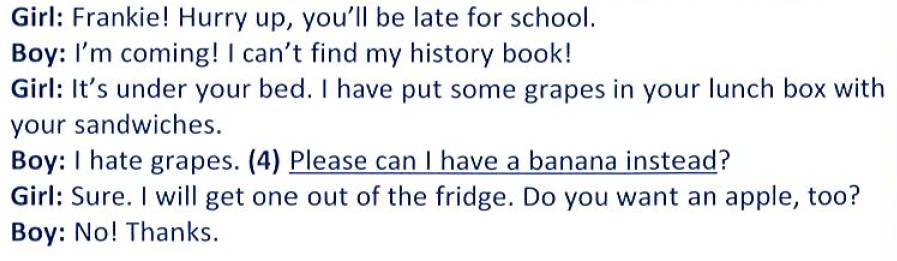 Girl: Frankie! Hurry up, you’ll be late for school.
Boy: I’m coming! I can’t find my history book!
Girl: It’s under your bed. I have put some grapes in your lunch box with
your sandwiches.
Boy: I hate grapes. (4) Please can I have a banana instead?
Girl: Sure. I will get one out of the fridge. Do you want an apple, too?
Boy: No! Thanks.